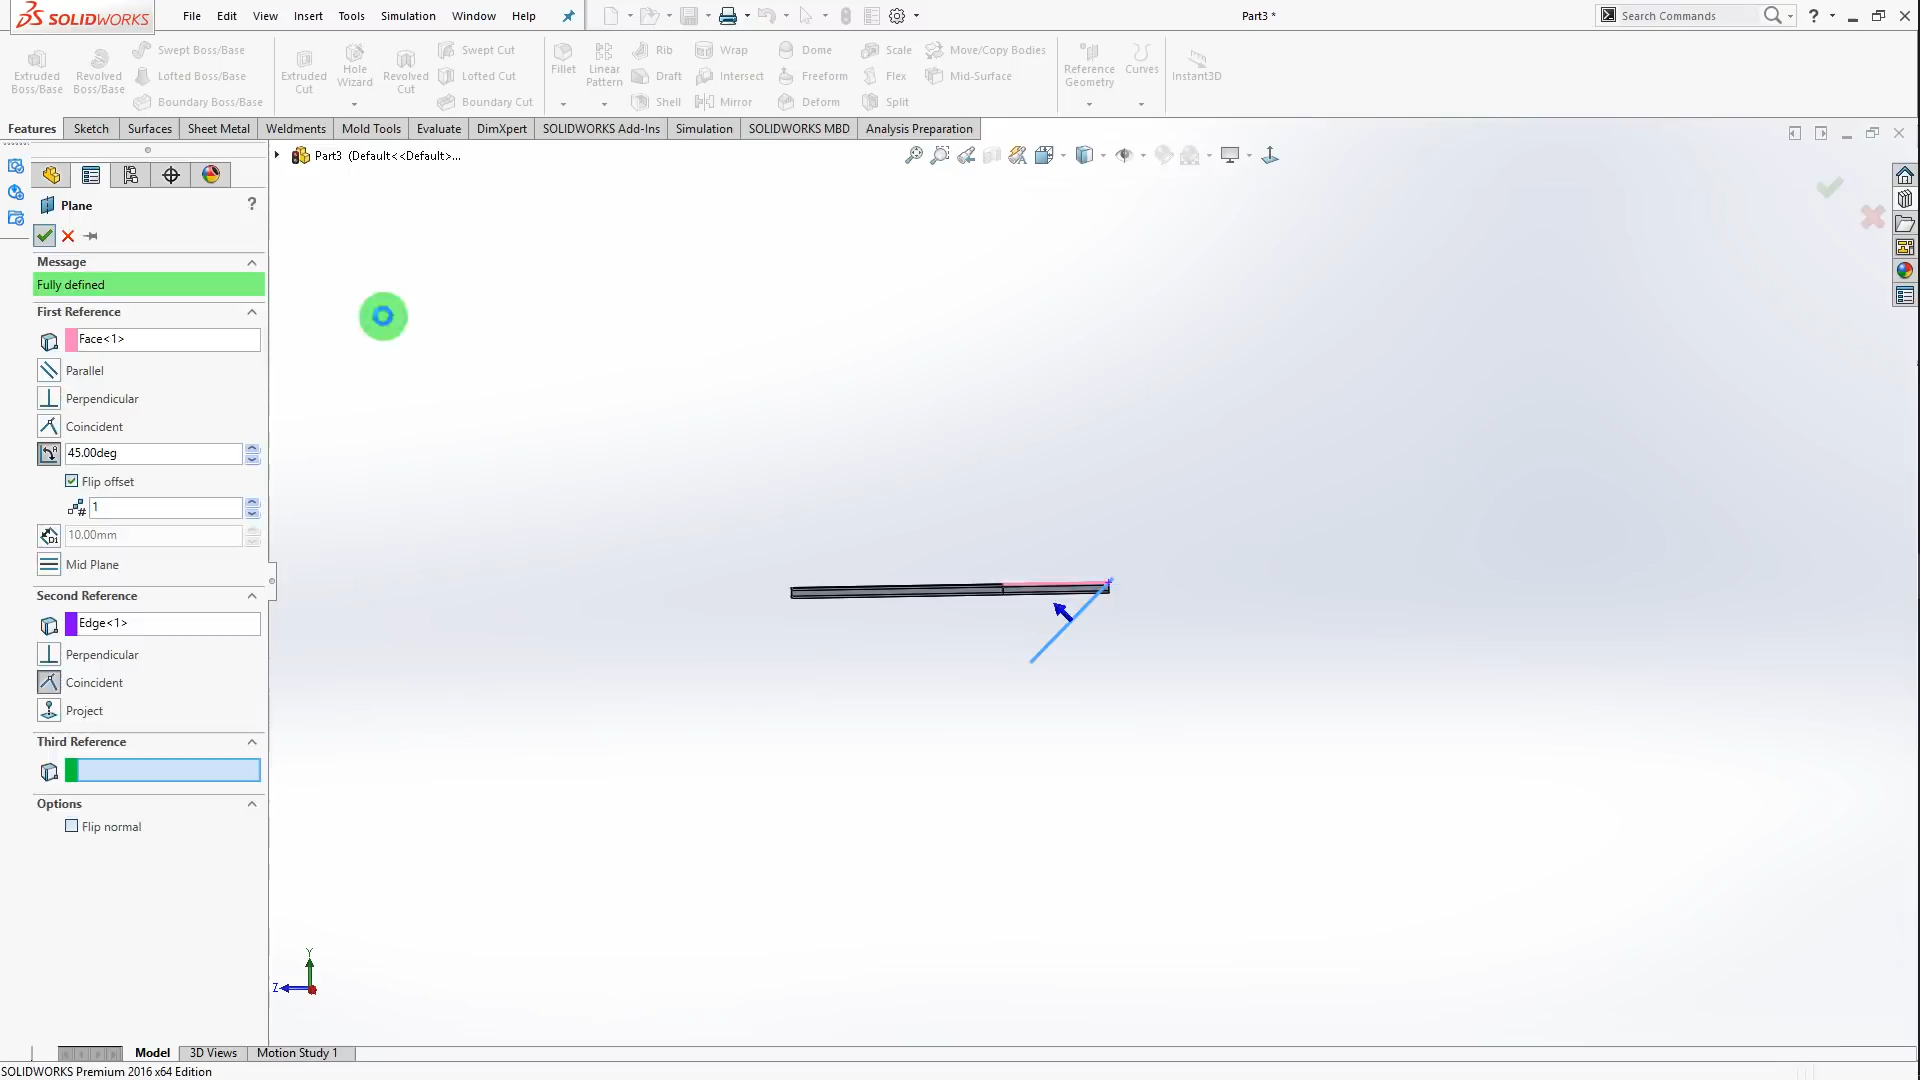 SOLIDWORKS File Edit View Insert Tools Simulation Window Help Part3 * Search Commands ?
Extruded Boss/Base
Revolved Boss/Base
Swept Boss/Base
Lofted Boss/Base
Boundary Boss/Base
Extruded Cut
Hole Wizard
Revolved Cut
Swept Cut
Lofted Cut
Boundary Cut
Fillet
Linear Pattern
Rib
Draft
Shell
Wrap
Intersect
Mirror
Dome
Freeform
Deform
Scale
Flex
Split
Move/Copy Bodies
Mid-Surface
Reference Geometry
Curves
Instant3D
Features Sketch Surfaces Sheet Metal Weldments Mold Tools Evaluate DimXpert SOLIDWORKS Add-Ins Simulation SOLIDWORKS MBD Analysis Preparation
Part3 (Default<<Default>...
Plane ?
Message
Fully defined
First Reference
Face<1>
Parallel
Perpendicular
Coincident
45.00deg
Flip offset
# 1
D1 10.00mm
Mid Plane
Second Reference
Edge<1>
Perpendicular
Coincident
Project
Third Reference
Options
Flip normal
Y
Z
Model 3D Views Motion Study 1
SOLIDWORKS Premium 2016 x64 Edition